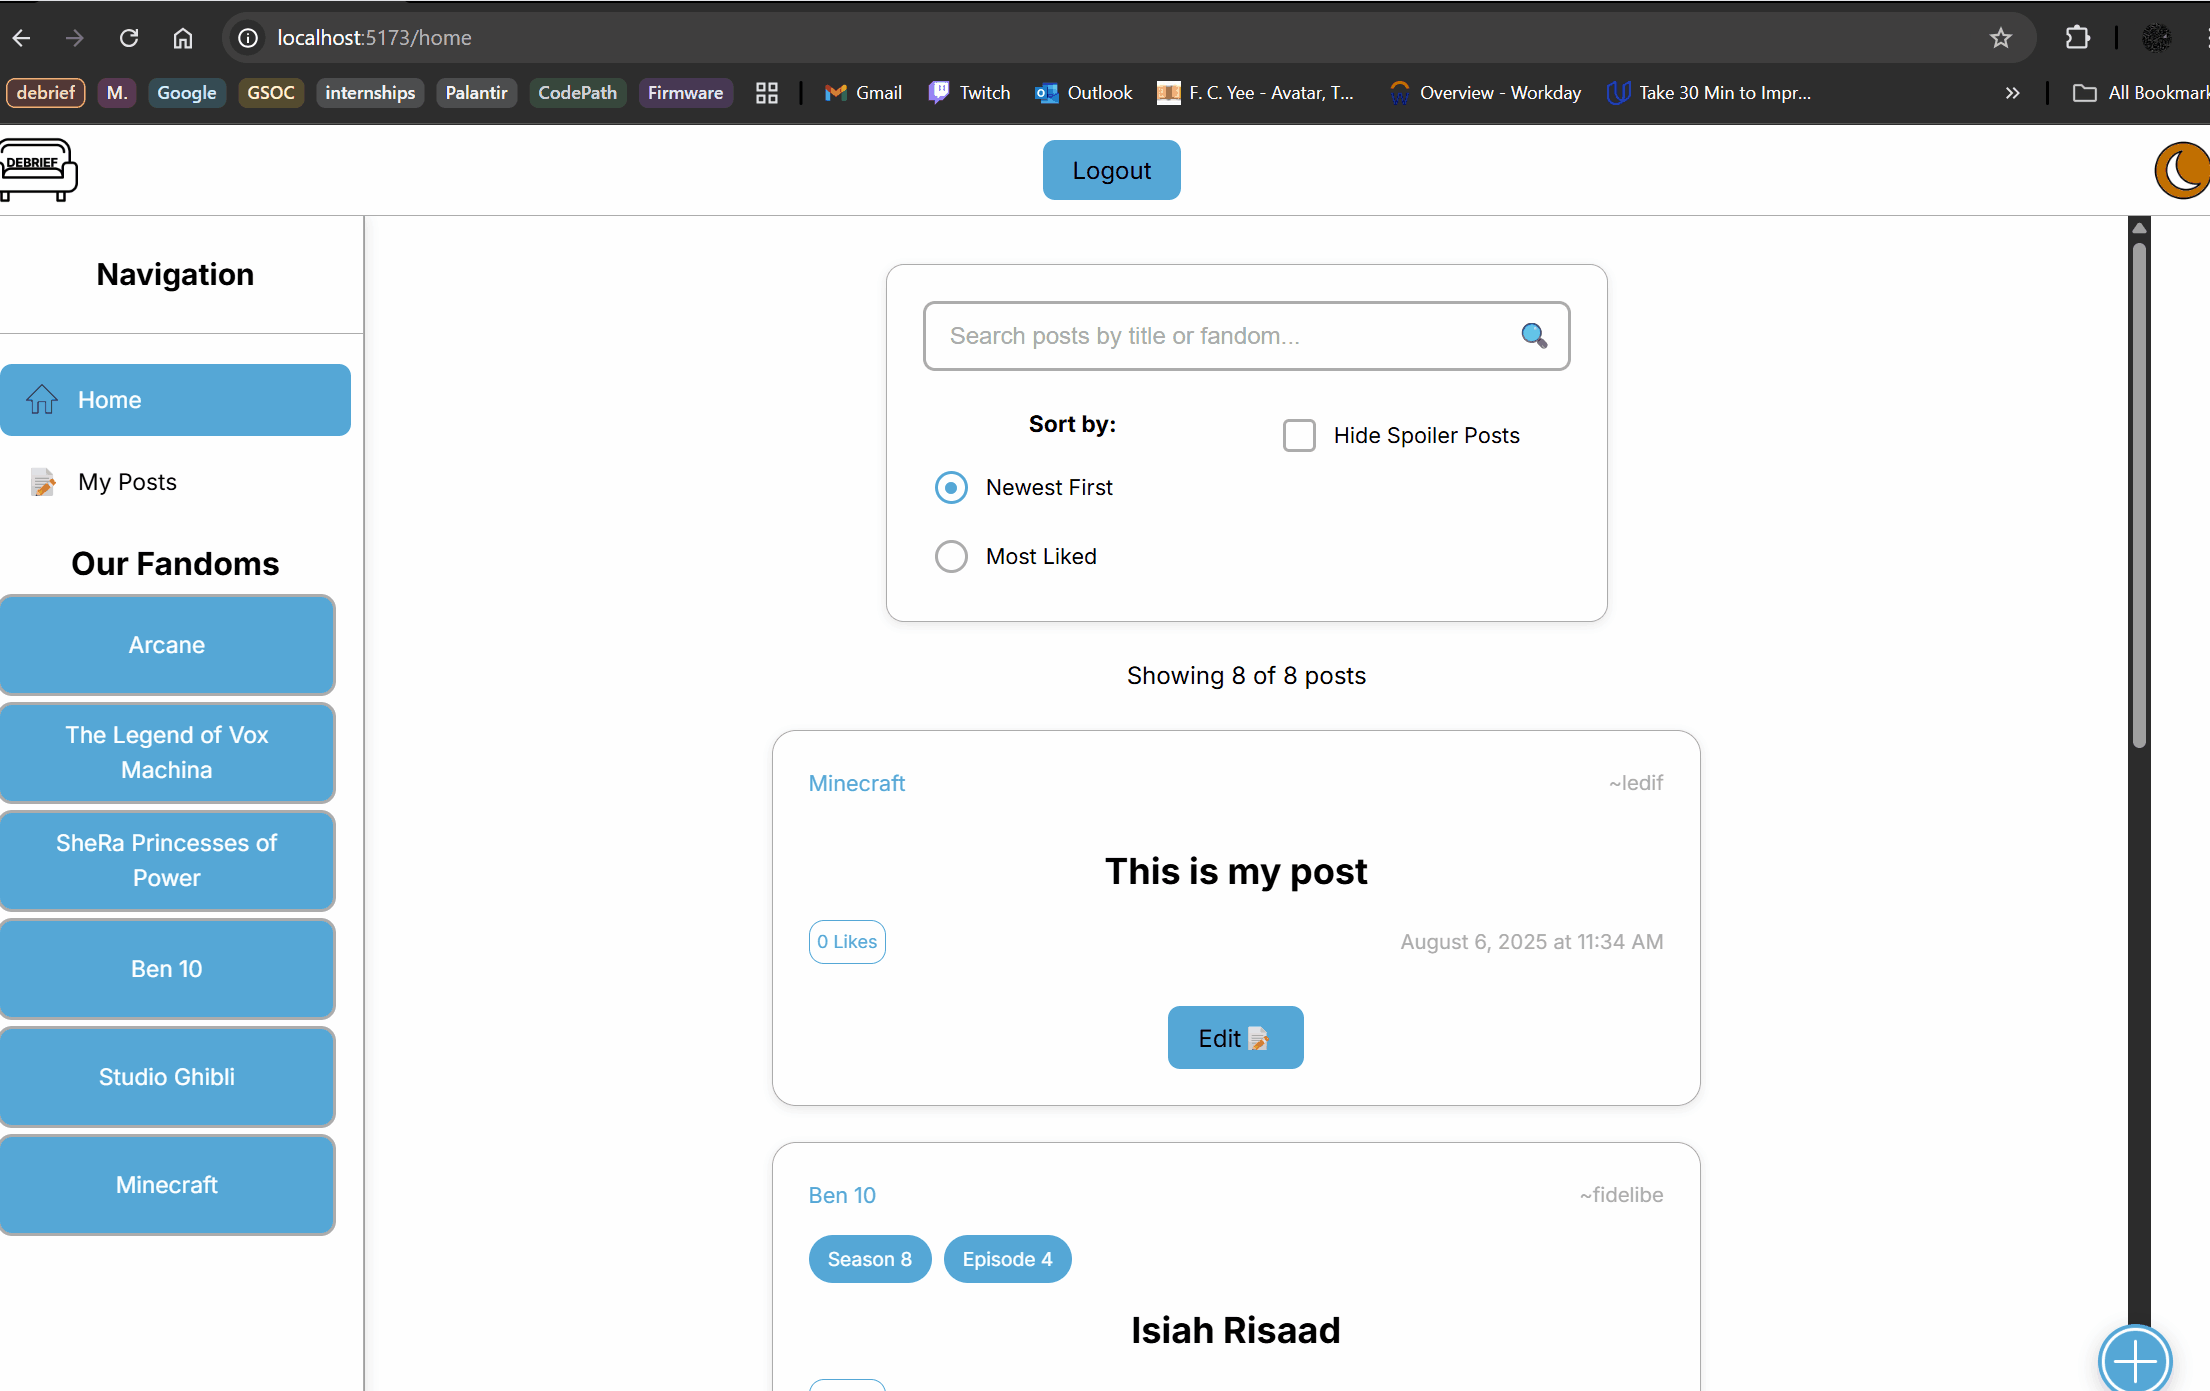 localhost:5173/home
debrief M. Google GSOC internships Palantir CodePath Firmware Gmail Twitch Outlook F. C. Yee - Avatar, T... Overview - Workday Take 30 Min to Impr... » All Bookmark
DEBRIEF
Logout
Navigation
Home
My Posts
Our Fandoms
Arcane
The Legend of Vox
Machina
SheRa Princesses of
Power
Ben 10
Studio Ghibli
Minecraft
Search posts by title or fandom...
Sort by:
Hide Spoiler Posts
Newest First
Most Liked
Showing 8 of 8 posts
Minecraft ~ledif
This is my post
0 Likes August 6, 2025 at 11:34 AM
Edit
Ben 10 ~fidelibe
Season 8 Episode 4
Isiah Risaad